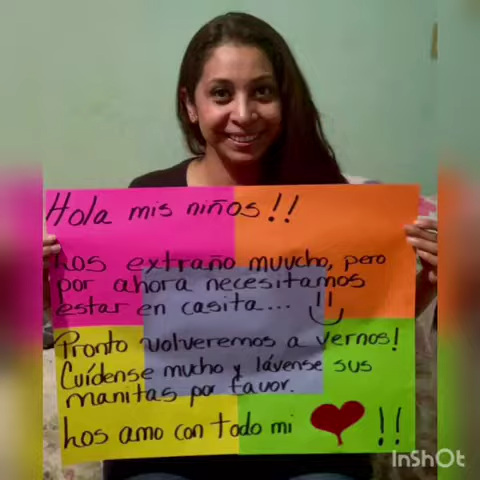 Hola mis niños!!
Los extraño muucho, pero
por ahora necesitamos
estar en casita... !!
Pronto volveremos a vernos!
Cuídense mucho y lávense sus
manitas por favor.
Los amo con todo mi !!
InShOt